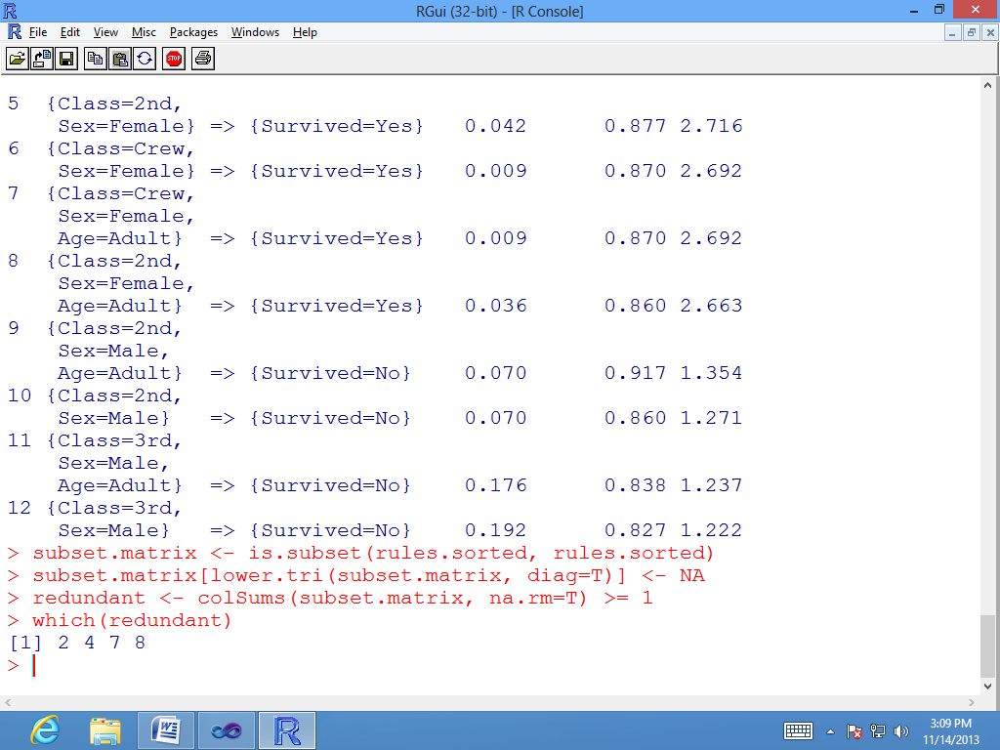 RGui (32-bit) - [R Console]
File Edit View Misc Packages Windows Help
STOP
5 {Class=2nd,
Sex=Female} => {Survived=Yes} 0.042 0.877 2.716
6 {Class=Crew,
Sex=Female} => {Survived=Yes} 0.009 0.870 2.692
7 {Class=Crew,
Sex=Female,
Age=Adult} => {Survived=Yes} 0.009 0.870 2.692
8 {Class=2nd,
Sex=Female,
Age=Adult} => {Survived=Yes} 0.036 0.860 2.663
9 {Class=2nd,
Sex=Male,
Age=Adult} => {Survived=No} 0.070 0.917 1.354
10 {Class=2nd,
Sex=Male} => {Survived=No} 0.070 0.860 1.271
11 {Class=3rd,
Sex=Male,
Age=Adult} => {Survived=No} 0.176 0.838 1.237
12 {Class=3rd,
Sex=Male} => {Survived=No} 0.192 0.827 1.222
> subset.matrix <- is.subset(rules.sorted, rules.sorted)
> subset.matrix[lower.tri(subset.matrix, diag=T)] <- NA
> redundant <- colSums(subset.matrix, na.rm=T) >= 1
> which(redundant)
[1] 2 4 7 8
>
3:09 PM
11/14/2013